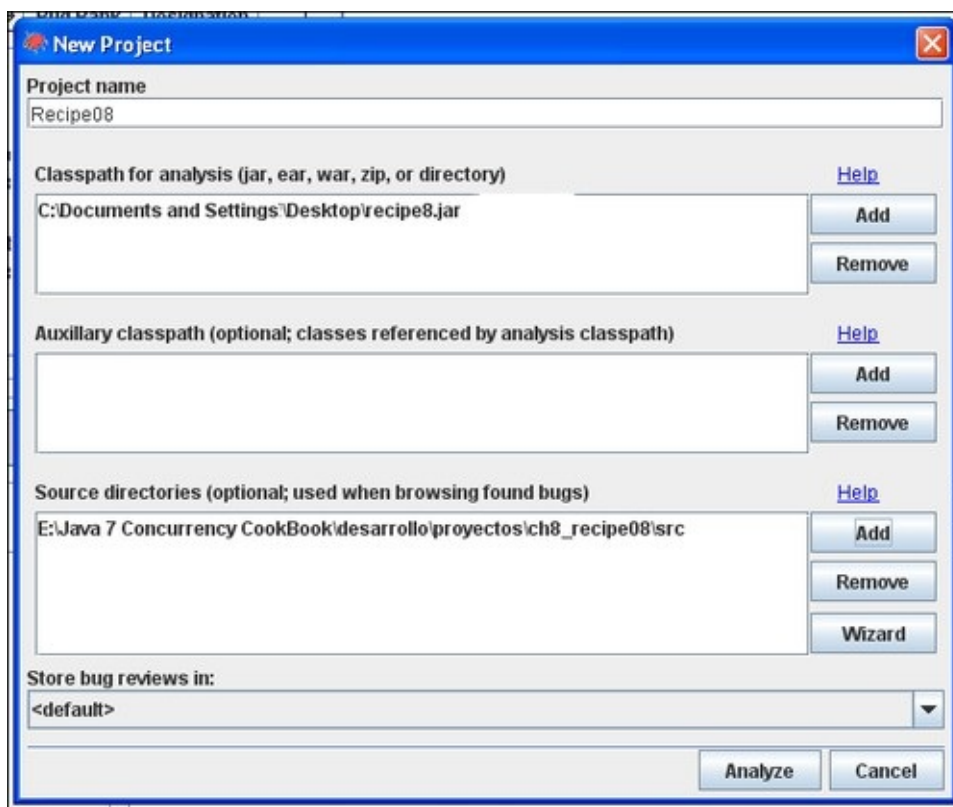 Bug Rank Designation
New Project
Project name
Recipe08
Classpath for analysis (jar, ear, war, zip, or directory)
Help
C:\Documents and Settings\Desktop\recipe8.jar
Add
Remove
Auxillary classpath (optional; classes referenced by analysis classpath)
Help
Add
Remove
Source directories (optional; used when browsing found bugs)
Help
E:\Java 7 Concurrency CookBook\desarrollo\proyectos\ch8_recipe08\src
Add
Remove
Wizard
Store bug reviews in:
<default>
Analyze
Cancel